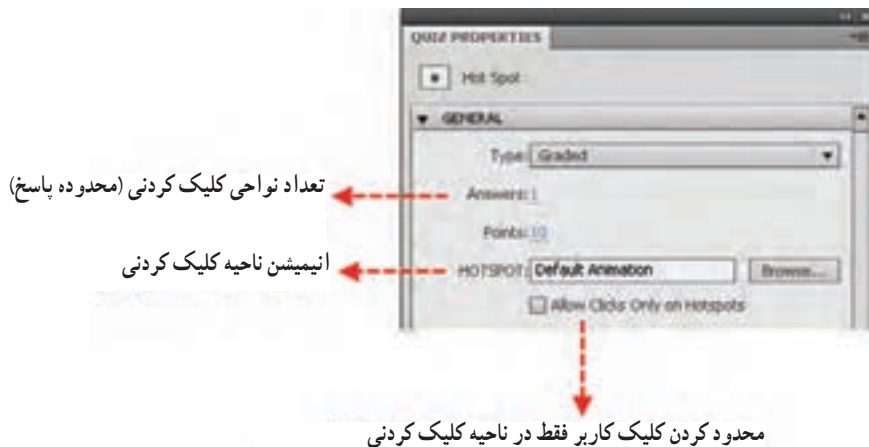 QUIZ PROPERTIES
Hot Spot
GENERAL
Type: Graded
تعداد نواحی کلیک کردنی (محدوده پاسخ)
Answers: 1
Points: 10
انیمیشن ناحیه کلیک کردنی
HOTSPOT: Default Animation Browse...
Allow Clicks Only on Hotspots
محدود کردن کلیک کاربر فقط در ناحیه کلیک کردنی